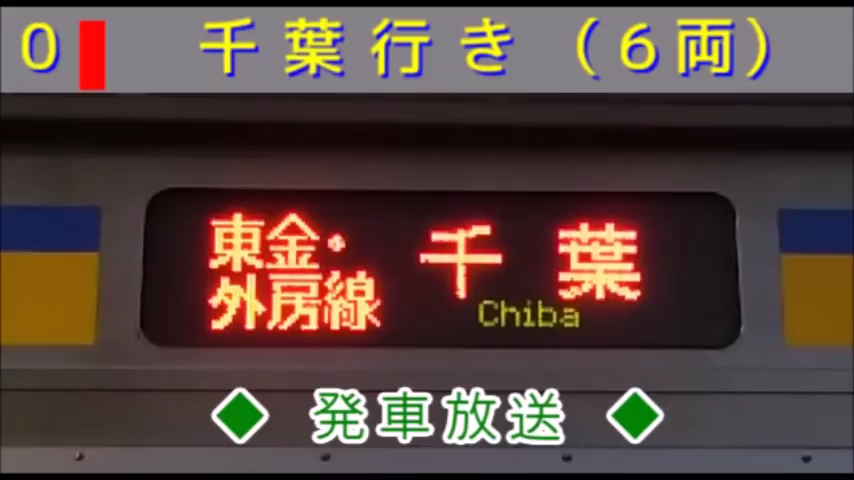 0 千葉行き（６両）
東金・
外房線
千葉
Chiba
◆ 発車放送 ◆